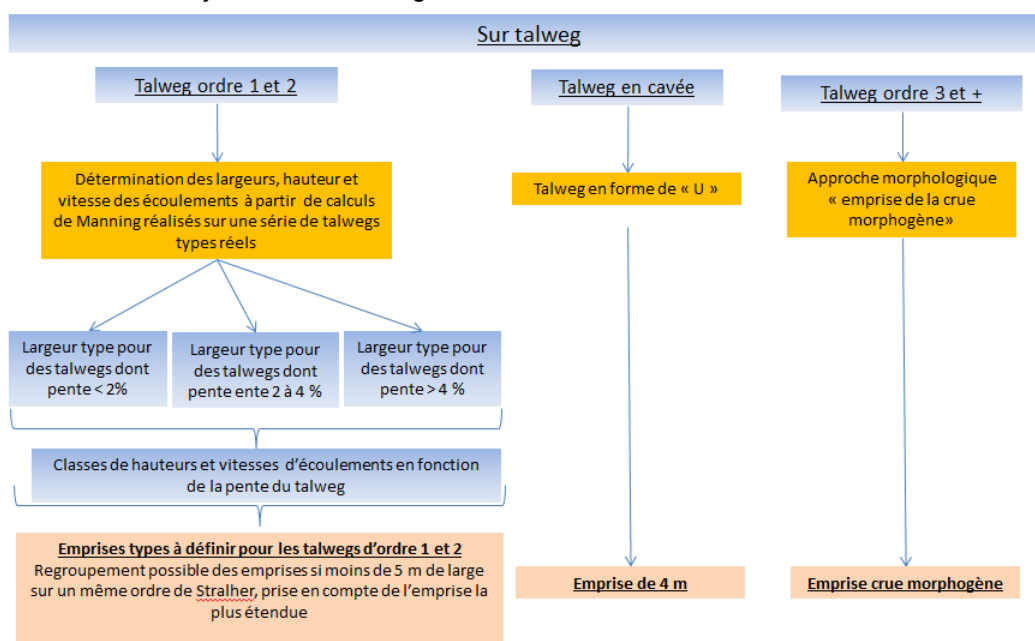 Sur talweg
Talweg ordre 1 et 2
Détermination des largeurs, hauteur et
vitesse des écoulements à partir de calculs
de Manning réalisés sur une série de talwegs
types réels
Largeur type pour
des talwegs dont
pente < 2%
Largeur type pour
des talwegs dont
pente ente 2 à 4 %
Largeur type pour
des talwegs dont
pente > 4 %
Classes de hauteurs et vitesses d'écoulements en fonction
de la pente du talweg
Emprises types à définir pour les talwegs d'ordre 1 et 2
Regroupement possible des emprises si moins de 5 m de large
sur un même ordre de Stralher, prise en compte de l'emprise la
plus étendue
Talweg en cavée
Talweg en forme de « U »
Emprise de 4 m
Talweg ordre 3 et +
Approche morphologique
« emprise de la crue
morphogène»
Emprise crue morphogène